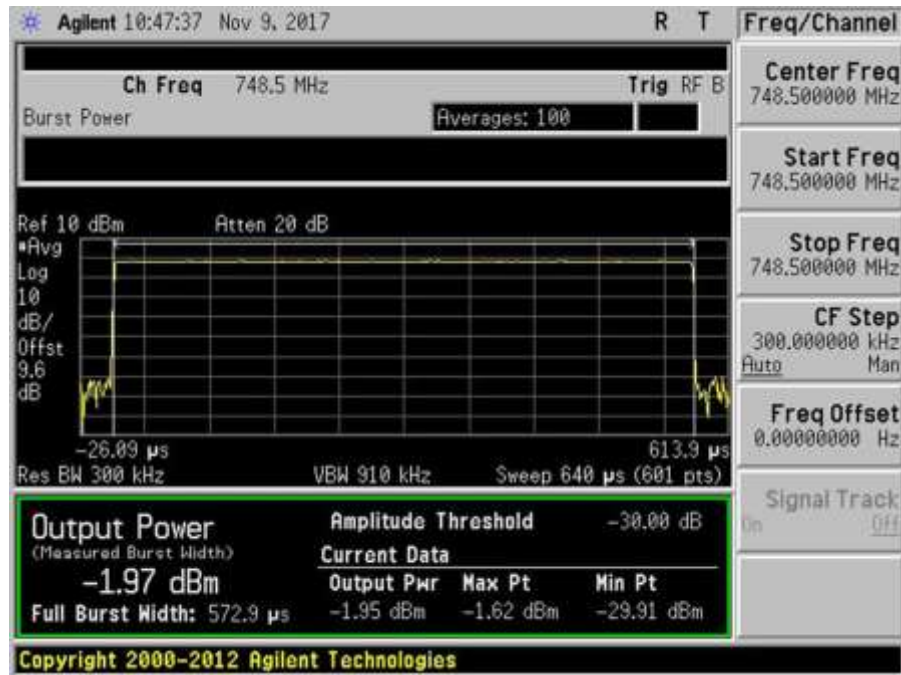 Agilent 10:47:37 Nov 9, 2017 R T
Freq/Channel
Ch Freq 748.5 MHz Trig RF B
Burst Power Averages: 100
Center Freq
748.500000 MHz
Start Freq
748.500000 MHz
Stop Freq
748.500000 MHz
CF Step
300.000000 kHz
Auto Man
Freq Offset
0.00000000 Hz
Signal Track
On Off
Ref 10 dBm Atten 20 dB
*Avg
Log
10
dB/
Offst
9.6
dB
-26.09 µs 613.9 µs
Res BW 300 kHz VBW 910 kHz Sweep 640 µs (601 pts)
Output Power
(Measured Burst Width)
-1.97 dBm
Full Burst Width: 572.9 µs
Amplitude Threshold -30.00 dB
Current Data
Output Pwr Max Pt Min Pt
-1.95 dBm -1.62 dBm -29.91 dBm
Copyright 2000-2012 Agilent Technologies